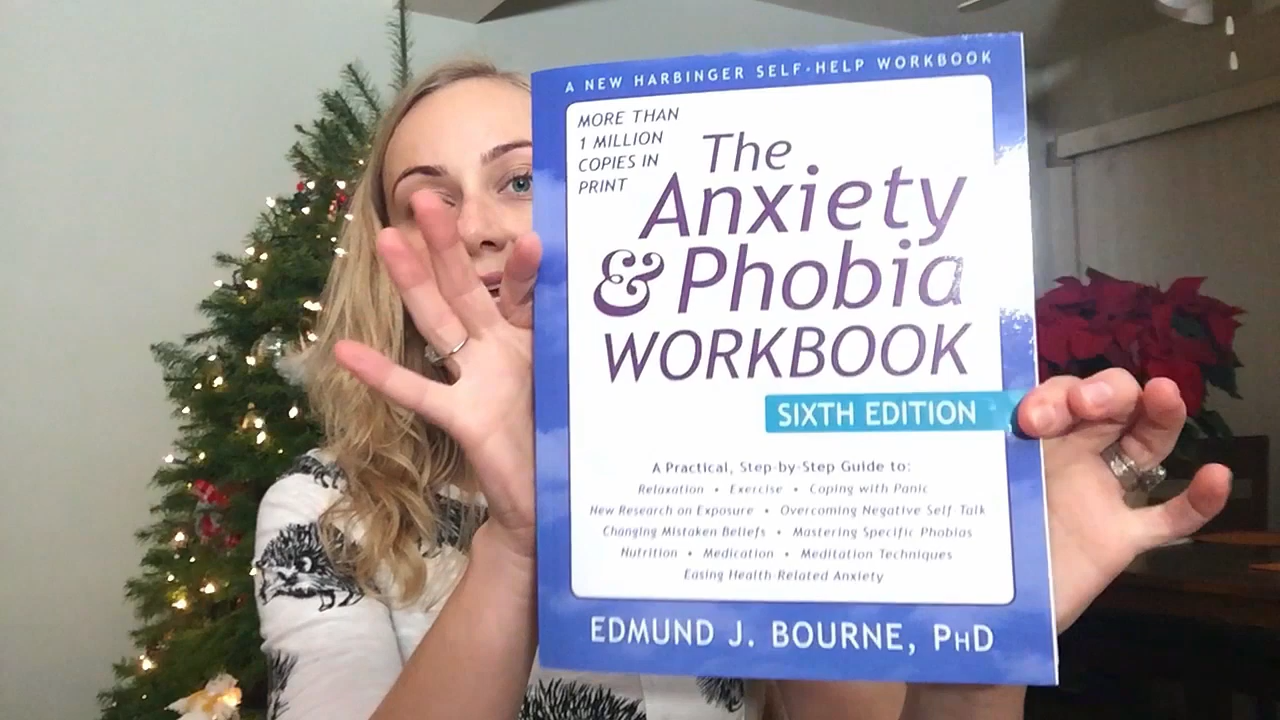 A NEW HARBINGER SELF-HELP WORKBOOK
MORE THAN
1 MILLION
COPIES IN
PRINT
The
Anxiety
& Phobia
WORKBOOK
SIXTH EDITION
A Practical, Step-by-Step Guide to:
Relaxation • Exercise • Coping with Panic
New Research on Exposure • Overcoming Negative Self-Talk
Changing Mistaken Beliefs • Mastering Specific Phobias
Nutrition • Medication • Meditation Techniques
Easing Health-Related Anxiety
EDMUND J. BOURNE, PHD